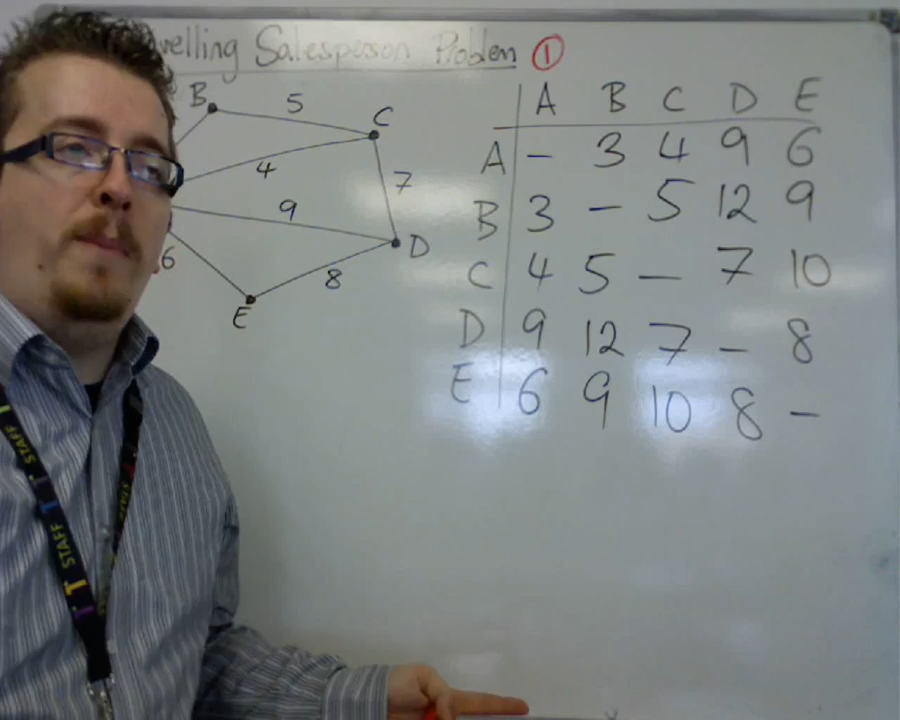 velling Salesperson Problem ①
B 5 C
4
7
9
D
6
8
E
A B C D E
A – 3 4 9 6
B 3 – 5 12 9
C 4 5 – 7 10
D 9 12 7 – 8
E 6 9 10 8 –
STAFF
STAFF
STAFF